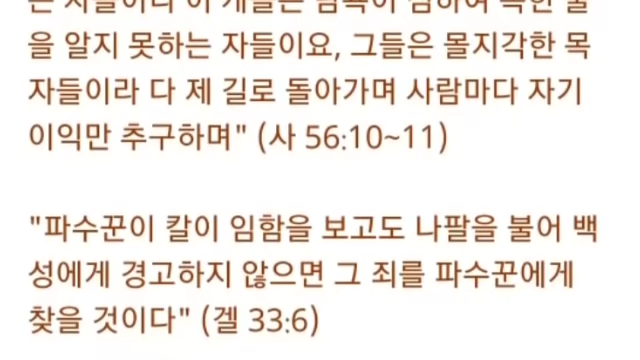 을 알지 못하는 자들이요, 그들은 몰지각한 목
자들이라 다 제 길로 돌아가며 사람마다 자기
이익만 추구하며" (사 56:10~11)
"파수꾼이 칼이 임함을 보고도 나팔을 불어 백
성에게 경고하지 않으면 그 죄를 파수꾼에게
찾을 것이다" (겔 33:6)